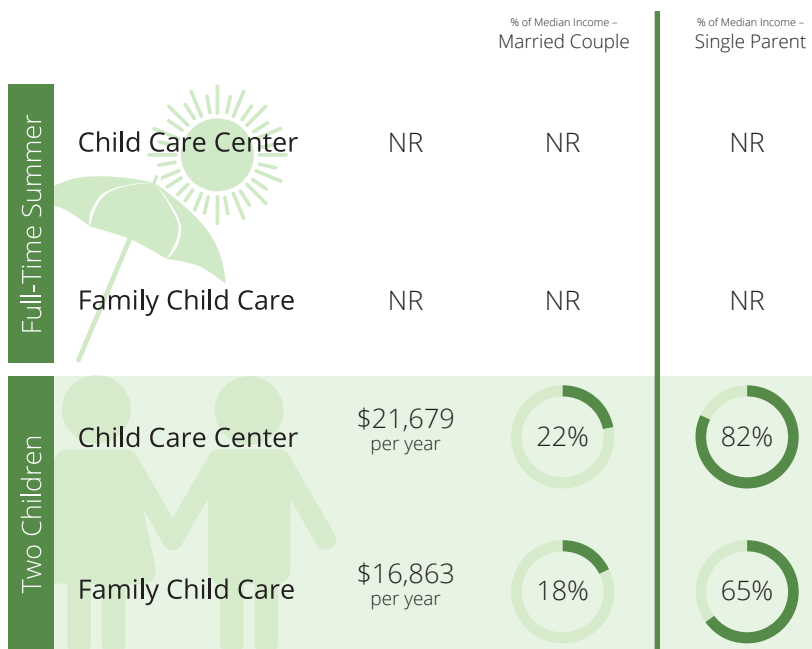 % of Median Income –
Married Couple
% of Median Income –
Single Parent
Full-Time Summer
Child Care Center NR NR NR
Family Child Care NR NR NR
Two Children
Child Care Center $21,679 per year 22% 82%
Family Child Care $16,863 per year 18% 65%